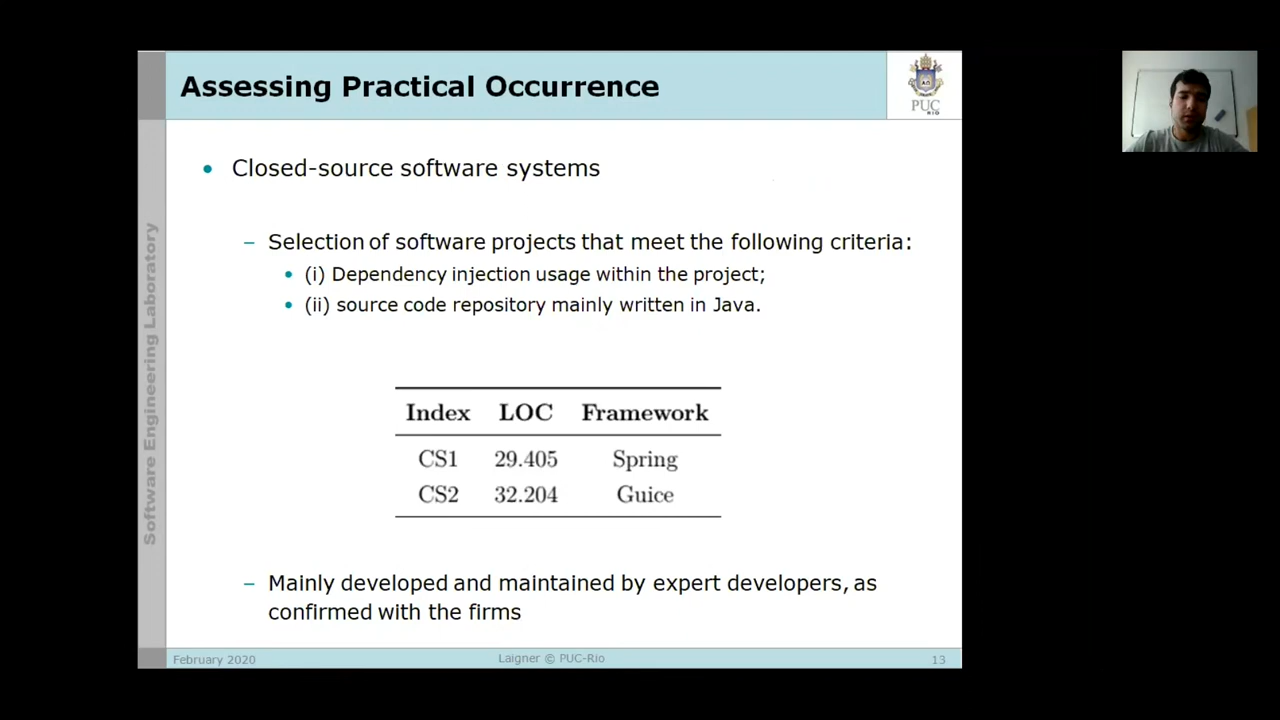 Assessing Practical Occurrence
PUC
RIO
Software Engineering Laboratory
• Closed-source software systems
– Selection of software projects that meet the following criteria:
• (i) Dependency injection usage within the project;
• (ii) source code repository mainly written in Java.
Index LOC Framework
CS1 29.405 Spring
CS2 32.204 Guice
– Mainly developed and maintained by expert developers, as
confirmed with the firms
February 2020 Laigner © PUC-Rio 13